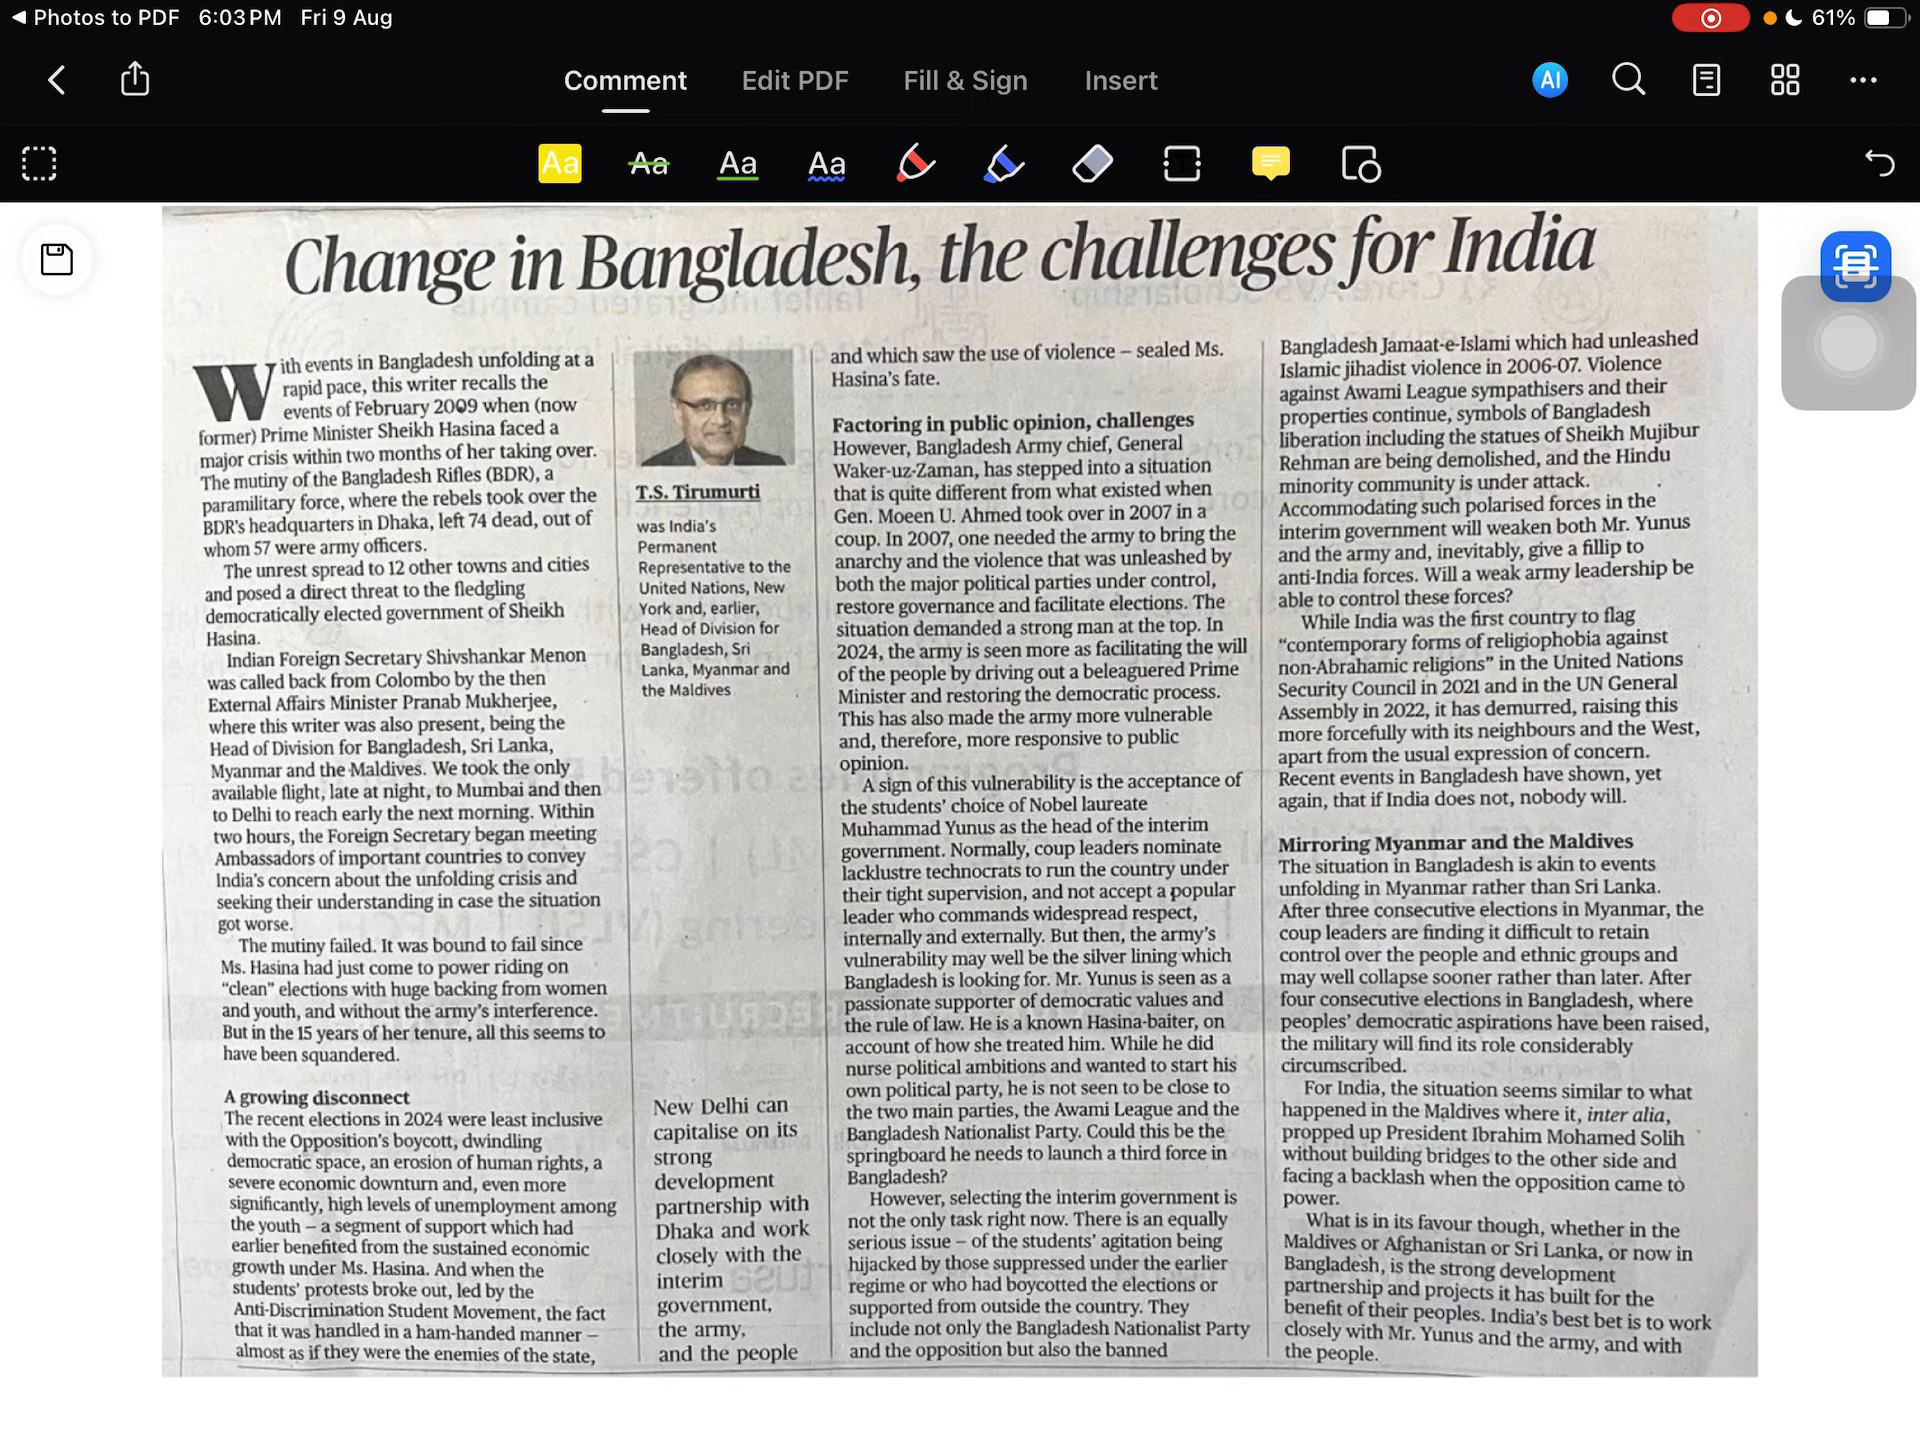 Photos to PDF 6:03 PM Fri 9 Aug
61%
Comment
Edit PDF
Fill & Sign
Insert
AI
Aa
Aa
Aa
Aa
T
Change in Bangladesh, the challenges for India
With events in Bangladesh unfolding at a
rapid pace, this writer recalls the
events of February 2009 when (now
former) Prime Minister Sheikh Hasina faced a
major crisis within two months of her taking over.
The mutiny of the Bangladesh Rifles (BDR), a
paramilitary force, where the rebels took over the
BDR's headquarters in Dhaka, left 74 dead, out of
whom 57 were army officers.
The unrest spread to 12 other towns and cities
and posed a direct threat to the fledgling
democratically elected government of Sheikh
Hasina.
Indian Foreign Secretary Shivshankar Menon
was called back from Colombo by the then
External Affairs Minister Pranab Mukherjee,
where this writer was also present, being the
Head of Division for Bangladesh, Sri Lanka,
Myanmar and the Maldives. We took the only
available flight, late at night, to Mumbai and then
to Delhi to reach early the next morning. Within
two hours, the Foreign Secretary began meeting
Ambassadors of important countries to convey
India's concern about the unfolding crisis and
seeking their understanding in case the situation
got worse.
The mutiny failed. It was bound to fail since
Ms. Hasina had just come to power riding on
"clean" elections with huge backing from women
and youth, and without the army's interference.
But in the 15 years of her tenure, all this seems to
have been squandered.
A growing disconnect
The recent elections in 2024 were least inclusive
with the Opposition's boycott, dwindling
democratic space, an erosion of human rights, a
severe economic downturn and, even more
significantly, high levels of unemployment among
the youth – a segment of support which had
earlier benefited from the sustained economic
growth under Ms. Hasina. And when the
students' protests broke out, led by the
Anti-Discrimination Student Movement, the fact
that it was handled in a ham-handed manner –
almost as if they were the enemies of the state,
T.S. Tirumurti
was India's
Permanent
Representative to the
United Nations, New
York and, earlier,
Head of Division for
Bangladesh, Sri
Lanka, Myanmar and
the Maldives
New Delhi can
capitalise on its
strong
development
partnership with
Dhaka and work
closely with the
interim
government,
the army,
and the people
and which saw the use of violence – sealed Ms.
Hasina's fate.
Factoring in public opinion, challenges
However, Bangladesh Army chief, General
Waker-uz-Zaman, has stepped into a situation
that is quite different from what existed when
Gen. Moeen U. Ahmed took over in 2007 in a
coup. In 2007, one needed the army to bring the
anarchy and the violence that was unleashed by
both the major political parties under control,
restore governance and facilitate elections. The
situation demanded a strong man at the top. In
2024, the army is seen more as facilitating the will
of the people by driving out a beleaguered Prime
Minister and restoring the democratic process.
This has also made the army more vulnerable
and, therefore, more responsive to public
opinion.
A sign of this vulnerability is the acceptance of
the students' choice of Nobel laureate
Muhammad Yunus as the head of the interim
government. Normally, coup leaders nominate
lacklustre technocrats to run the country under
their tight supervision, and not accept a popular
leader who commands widespread respect,
internally and externally. But then, the army's
vulnerability may well be the silver lining which
Bangladesh is looking for. Mr. Yunus is seen as a
passionate supporter of democratic values and
the rule of law. He is a known Hasina-baiter, on
account of how she treated him. While he did
nurse political ambitions and wanted to start his
own political party, he is not seen to be close to
the two main parties, the Awami League and the
Bangladesh Nationalist Party. Could this be the
springboard he needs to launch a third force in
Bangladesh?
However, selecting the interim government is
not the only task right now. There is an equally
serious issue – of the students' agitation being
hijacked by those suppressed under the earlier
regime or who had boycotted the elections or
supported from outside the country. They
include not only the Bangladesh Nationalist Party
and the opposition but also the banned
Bangladesh Jamaat-e-Islami which had unleashed
Islamic jihadist violence in 2006-07. Violence
against Awami League sympathisers and their
properties continue, symbols of Bangladesh
liberation including the statues of Sheikh Mujibur
Rehman are being demolished, and the Hindu
minority community is under attack.
Accommodating such polarised forces in the
interim government will weaken both Mr. Yunus
and the army and, inevitably, give a fillip to
anti-India forces. Will a weak army leadership be
able to control these forces?
While India was the first country to flag
"contemporary forms of religiophobia against
non-Abrahamic religions" in the United Nations
Security Council in 2021 and in the UN General
Assembly in 2022, it has demurred, raising this
more forcefully with its neighbours and the West,
apart from the usual expression of concern.
Recent events in Bangladesh have shown, yet
again, that if India does not, nobody will.
Mirroring Myanmar and the Maldives
The situation in Bangladesh is akin to events
unfolding in Myanmar rather than Sri Lanka.
After three consecutive elections in Myanmar, the
coup leaders are finding it difficult to retain
control over the people and ethnic groups and
may well collapse sooner rather than later. After
four consecutive elections in Bangladesh, where
peoples' democratic aspirations have been raised,
the military will find its role considerably
circumscribed.
For India, the situation seems similar to what
happened in the Maldives where it, inter alia,
propped up President Ibrahim Mohamed Solih
without building bridges to the other side and
facing a backlash when the opposition came to
power.
What is in its favour though, whether in the
Maldives or Afghanistan or Sri Lanka, or now in
Bangladesh, is the strong development
partnership and projects it has built for the
benefit of their peoples. India's best bet is to work
closely with Mr. Yunus and the army, and with
the people.